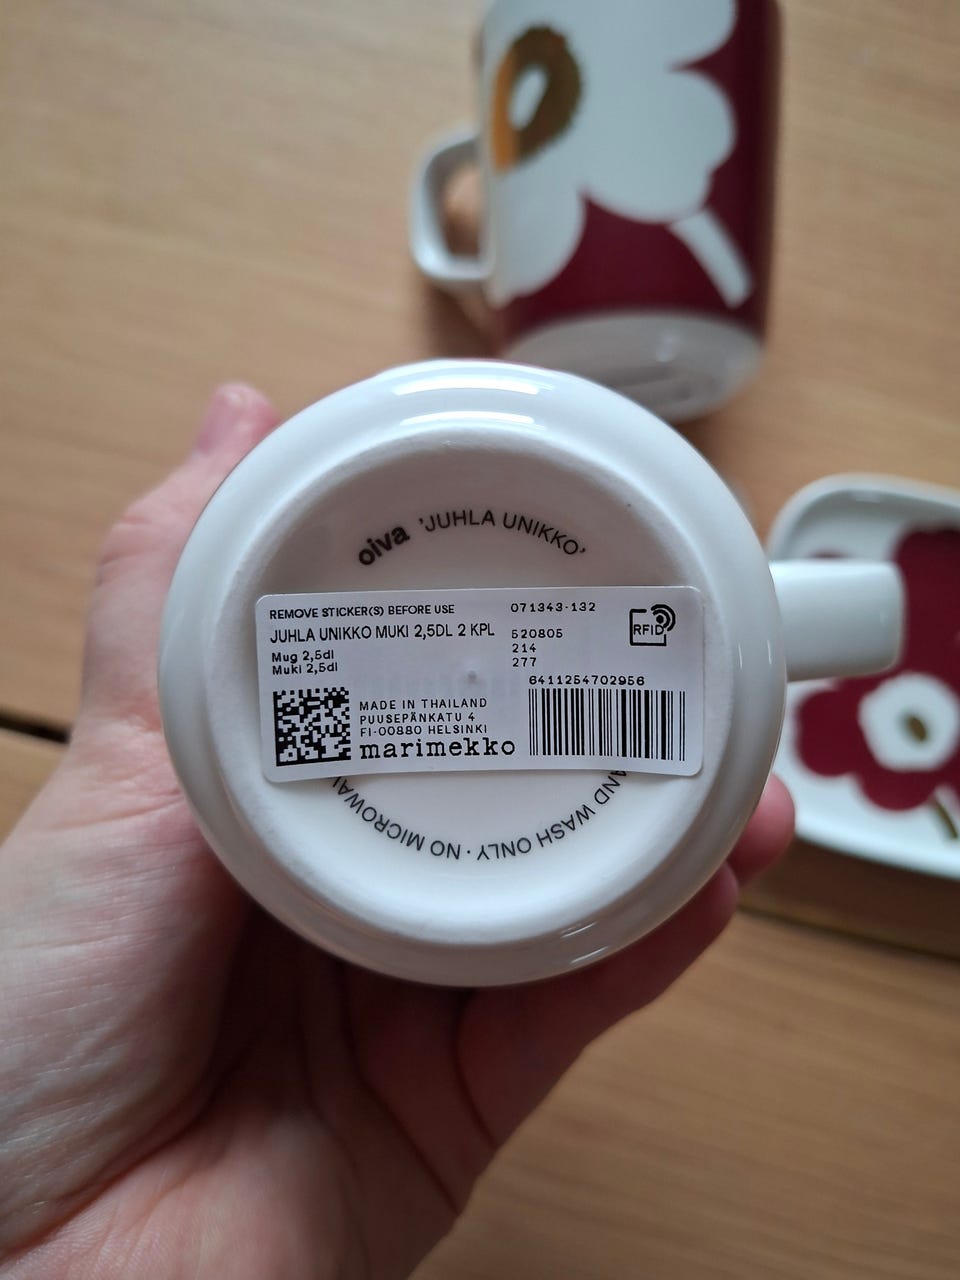 oiva 'JUHLA UNIKKO'
REMOVE STICKER(S) BEFORE USE
JUHLA UNIKKO MUKI 2,5DL 2 KPL
Mug 2,5dl
Muki 2,5dl
071343-132
520805
214
277
RFID
6411254702956
MADE IN THAILAND
PUUSEPÄNKATU 4
FI-00880 HELSINKI
marimekko
AND WASH ONLY · NO MICROWA